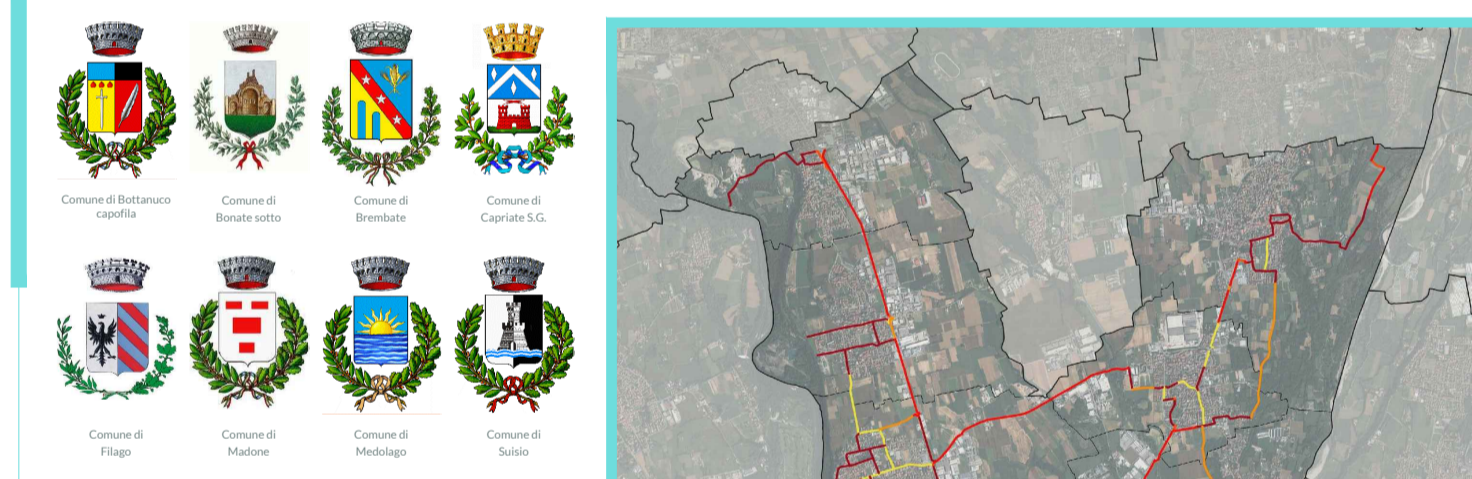 Comune di Bottanuco
capofila
Comune di
Bonate sotto
Comune di
Brembate
Comune di
Capriate S.G.
Comune di
Filago
Comune di
Madone
Comune di
Medolago
Comune di
Suisio